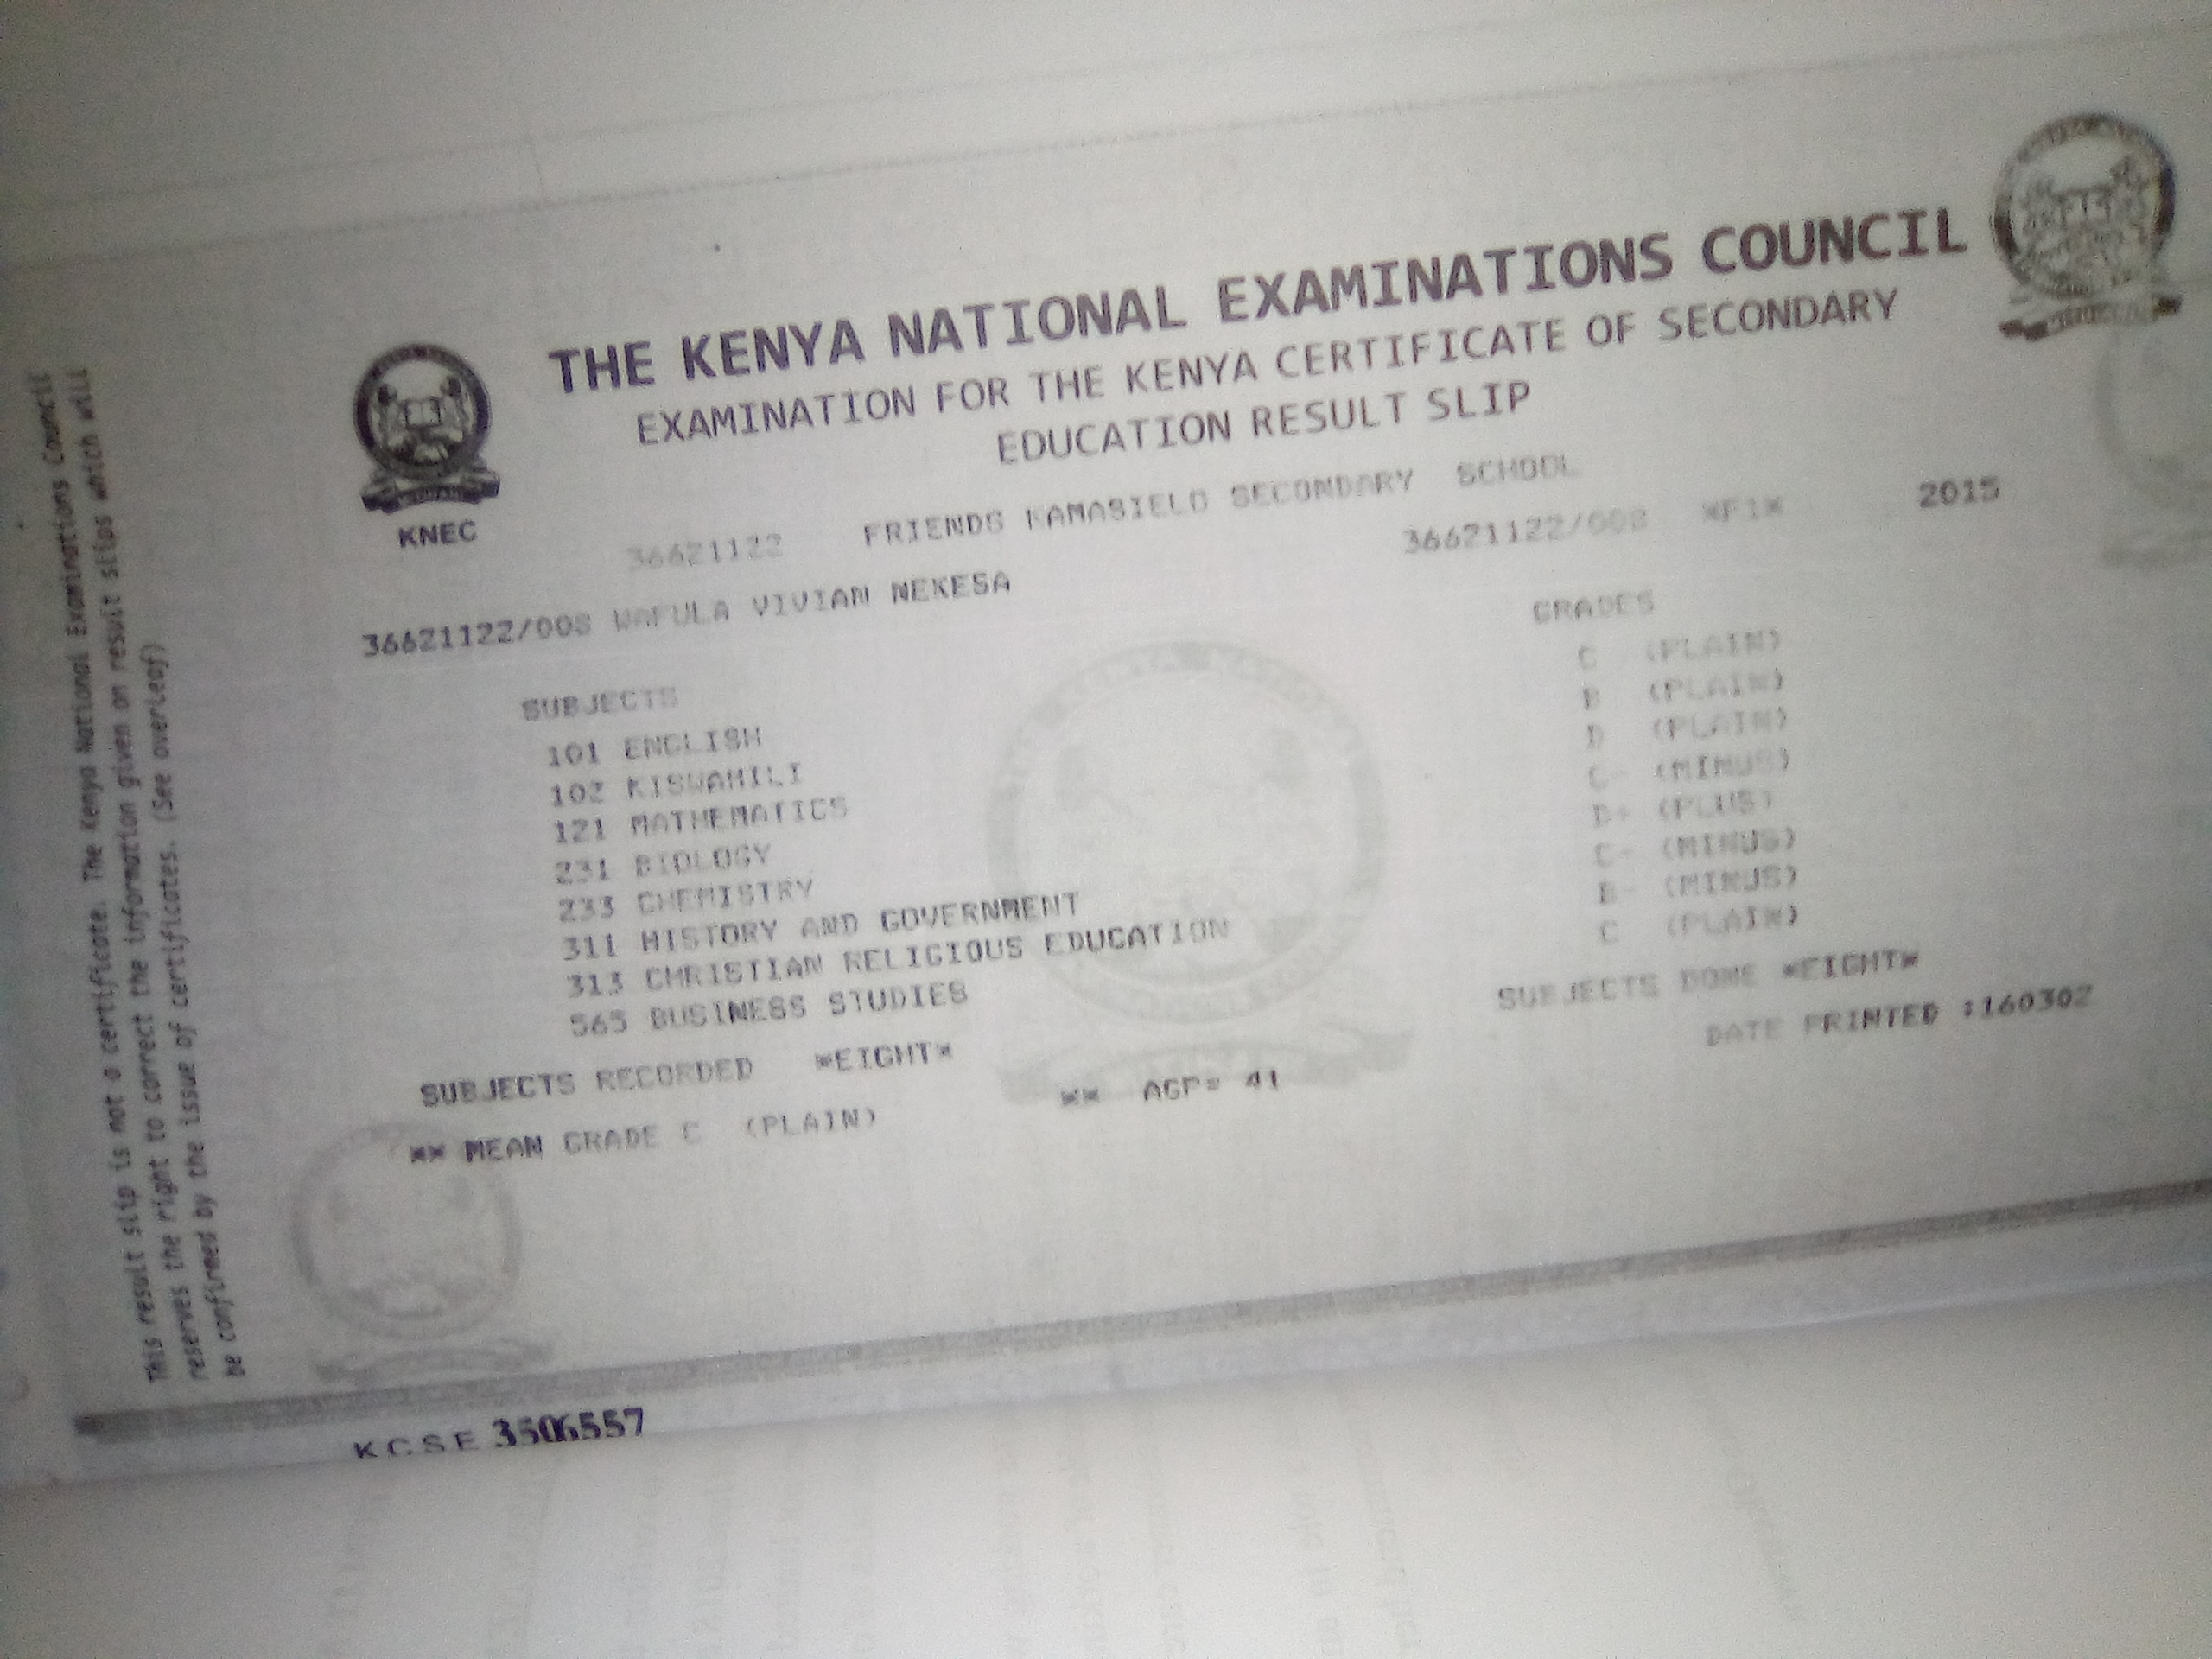 THE KENYA NATIONAL EXAMINATIONS COUNCIL
EXAMINATION FOR THE KENYA CERTIFICATE OF SECONDARY
EDUCATION RESULT SLIP
KNEC
36621122 FRIENDS KAMASIELO SECONDARY SCHOOL
36621122/008 WAFULA VIVIAN NEKESA 36621122/008 *F1* 2015
SUBJECTS GRADES
101 ENGLISH C (PLAIN)
102 KISWAHILI B (PLAIN)
121 MATHEMATICS D (PLAIN)
231 BIOLOGY C- (MINUS)
233 CHEMISTRY D+ (PLUS)
311 HISTORY AND GOVERNMENT C- (MINUS)
313 CHRISTIAN RELIGIOUS EDUCATION B- (MINUS)
565 BUSINESS STUDIES C (PLAIN)
SUBJECTS RECORDED *EIGHT* SUBJECTS DONE *EIGHT*
** MEAN GRADE C (PLAIN) ** AGP= 41 DATE PRINTED :160302
This result slip is not a certificate. The Kenya National Examinations Council
reserves the right to correct the information given on result slips which will
be confirmed by the issue of certificates. (See overleaf)
KCSE 3506557